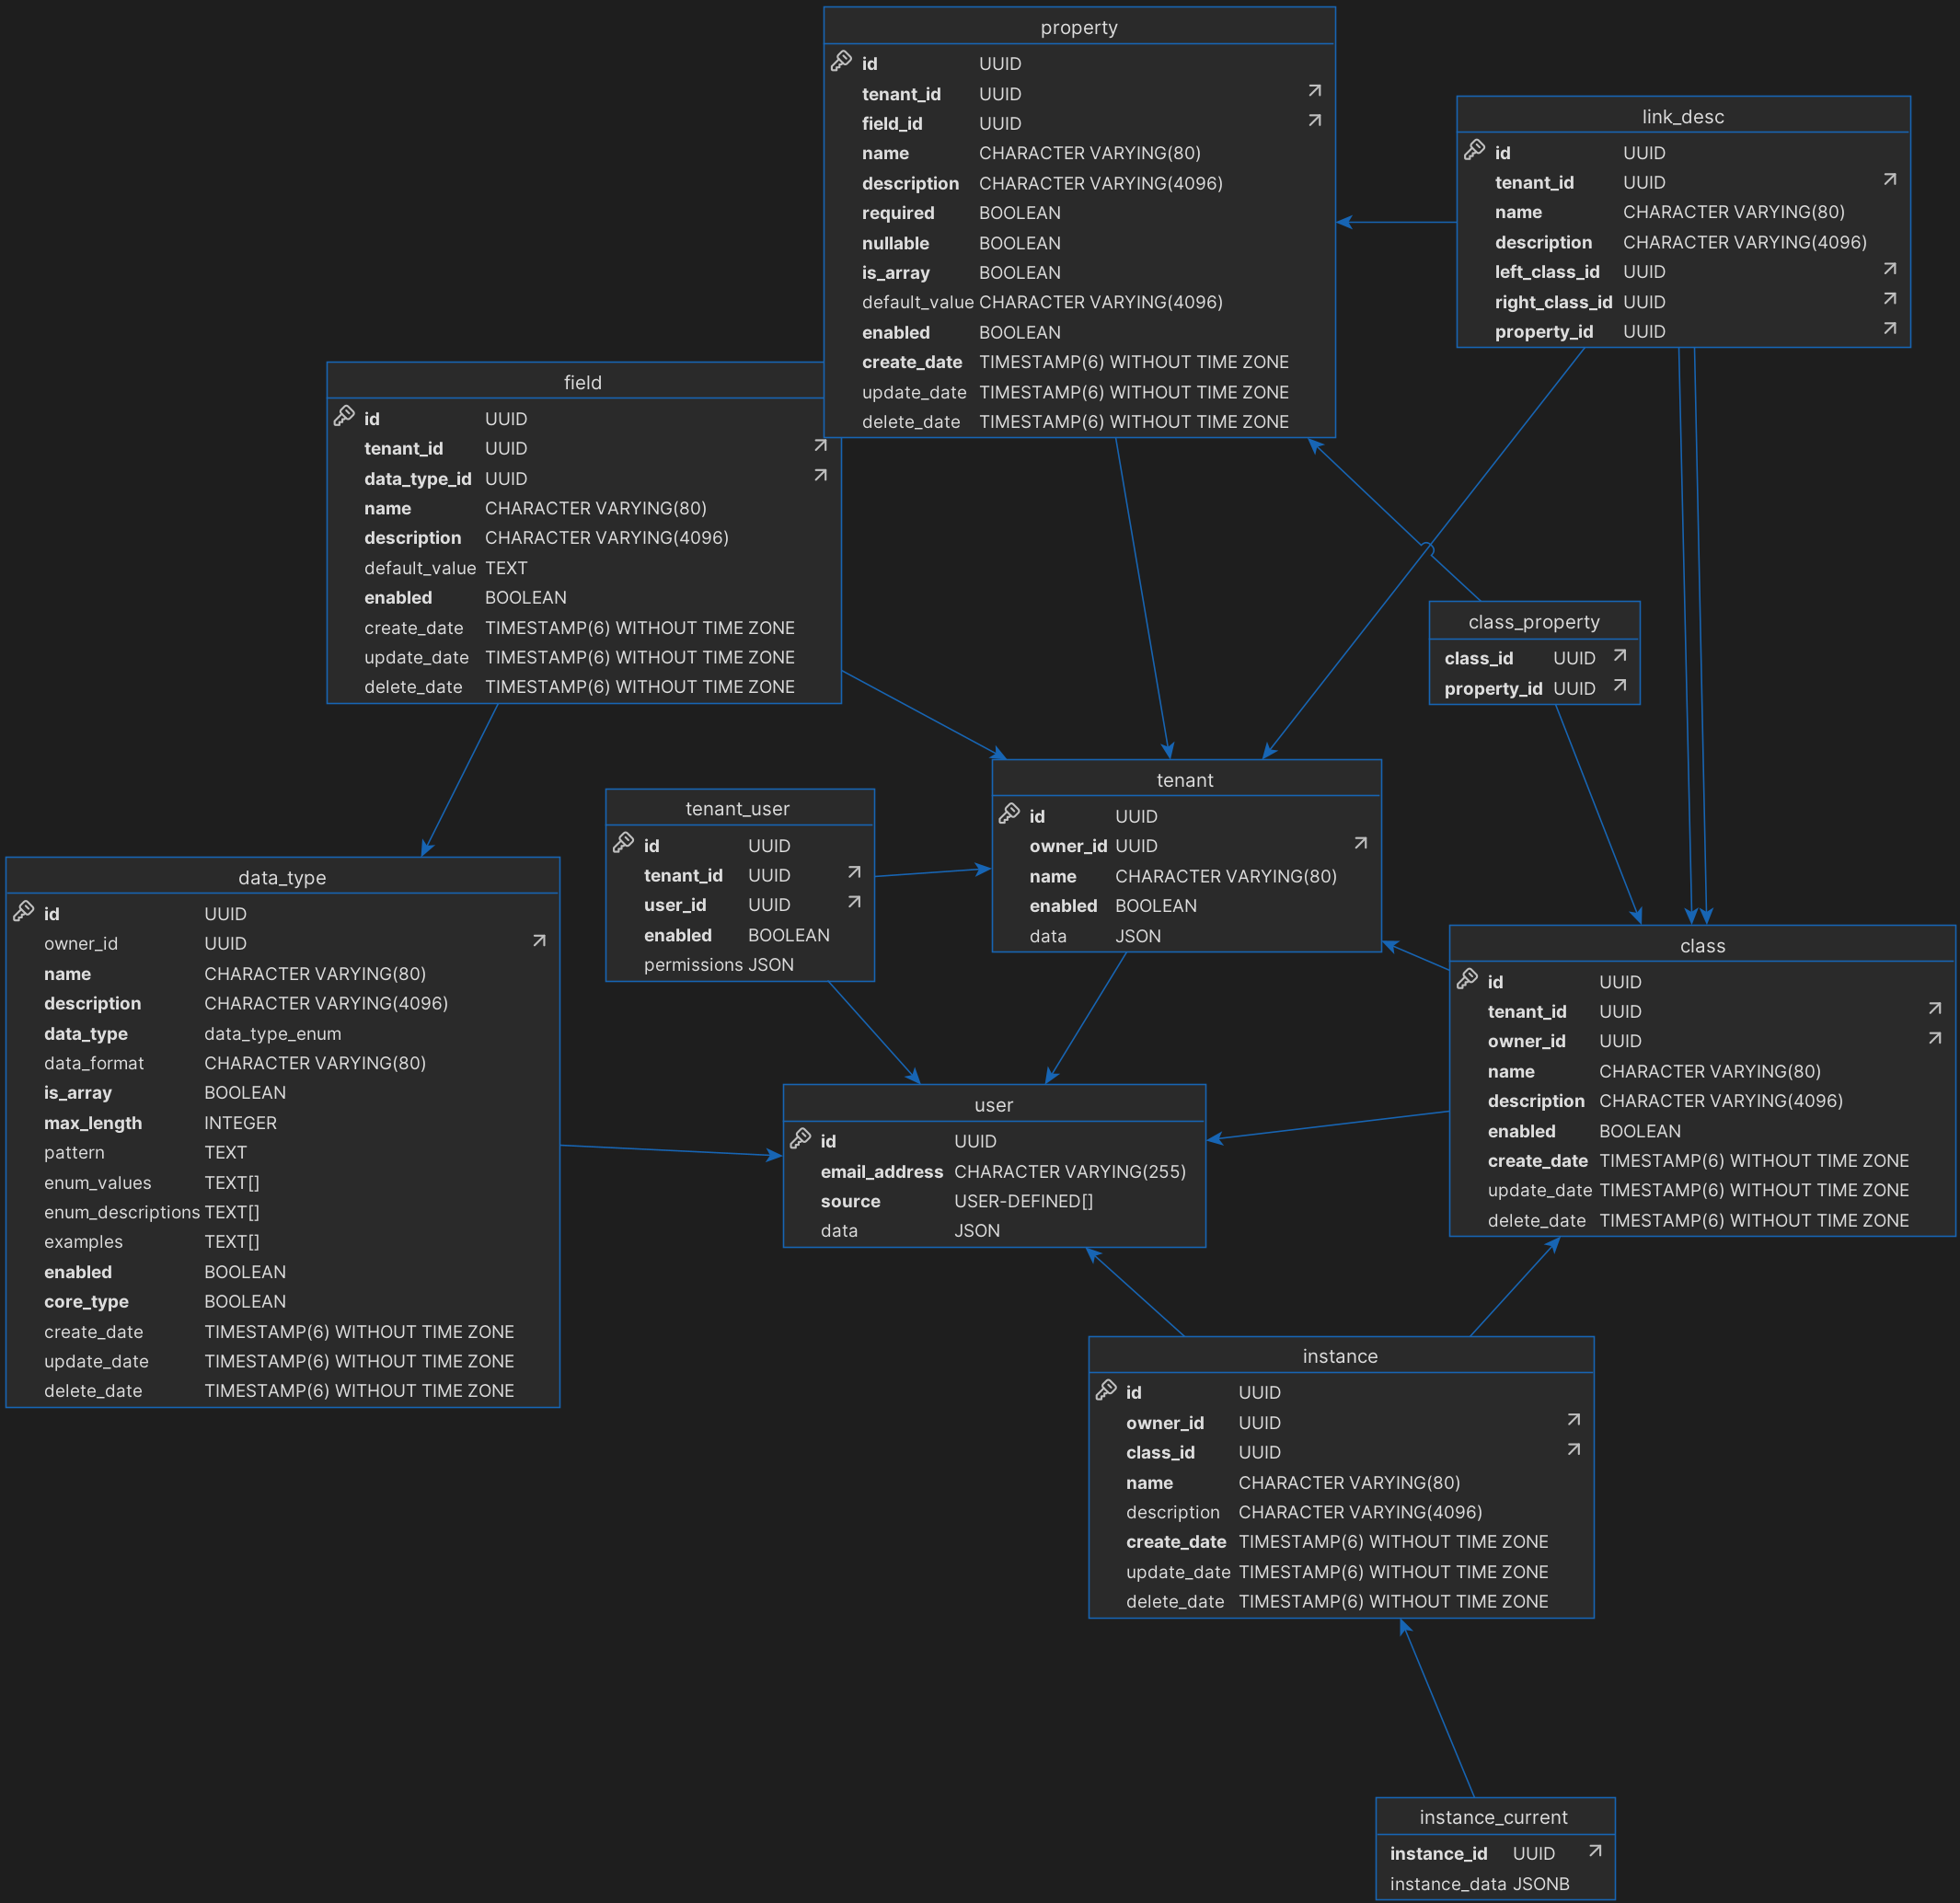 property
id UUID
tenant_id UUID
field_id UUID
name CHARACTER VARYING(80)
description CHARACTER VARYING(4096)
required BOOLEAN
nullable BOOLEAN
is_array BOOLEAN
default_value CHARACTER VARYING(4096)
enabled BOOLEAN
create_date TIMESTAMP(6) WITHOUT TIME ZONE
update_date TIMESTAMP(6) WITHOUT TIME ZONE
delete_date TIMESTAMP(6) WITHOUT TIME ZONE
link_desc
id UUID
tenant_id UUID
name CHARACTER VARYING(80)
description CHARACTER VARYING(4096)
left_class_id UUID
right_class_id UUID
property_id UUID
field
id UUID
tenant_id UUID
data_type_id UUID
name CHARACTER VARYING(80)
description CHARACTER VARYING(4096)
default_value TEXT
enabled BOOLEAN
create_date TIMESTAMP(6) WITHOUT TIME ZONE
update_date TIMESTAMP(6) WITHOUT TIME ZONE
delete_date TIMESTAMP(6) WITHOUT TIME ZONE
class_property
class_id UUID
property_id UUID
tenant
id UUID
owner_id UUID
name CHARACTER VARYING(80)
enabled BOOLEAN
data JSON
tenant_user
id UUID
tenant_id UUID
user_id UUID
enabled BOOLEAN
permissions JSON
data_type
id UUID
owner_id UUID
name CHARACTER VARYING(80)
description CHARACTER VARYING(4096)
data_type data_type_enum
data_format CHARACTER VARYING(80)
is_array BOOLEAN
max_length INTEGER
pattern TEXT
enum_values TEXT[]
enum_descriptions TEXT[]
examples TEXT[]
enabled BOOLEAN
core_type BOOLEAN
create_date TIMESTAMP(6) WITHOUT TIME ZONE
update_date TIMESTAMP(6) WITHOUT TIME ZONE
delete_date TIMESTAMP(6) WITHOUT TIME ZONE
class
id UUID
tenant_id UUID
owner_id UUID
name CHARACTER VARYING(80)
description CHARACTER VARYING(4096)
enabled BOOLEAN
create_date TIMESTAMP(6) WITHOUT TIME ZONE
update_date TIMESTAMP(6) WITHOUT TIME ZONE
delete_date TIMESTAMP(6) WITHOUT TIME ZONE
user
id UUID
email_address CHARACTER VARYING(255)
source USER-DEFINED[]
data JSON
instance
id UUID
owner_id UUID
class_id UUID
name CHARACTER VARYING(80)
description CHARACTER VARYING(4096)
create_date TIMESTAMP(6) WITHOUT TIME ZONE
update_date TIMESTAMP(6) WITHOUT TIME ZONE
delete_date TIMESTAMP(6) WITHOUT TIME ZONE
instance_current
instance_id UUID
instance_data JSONB